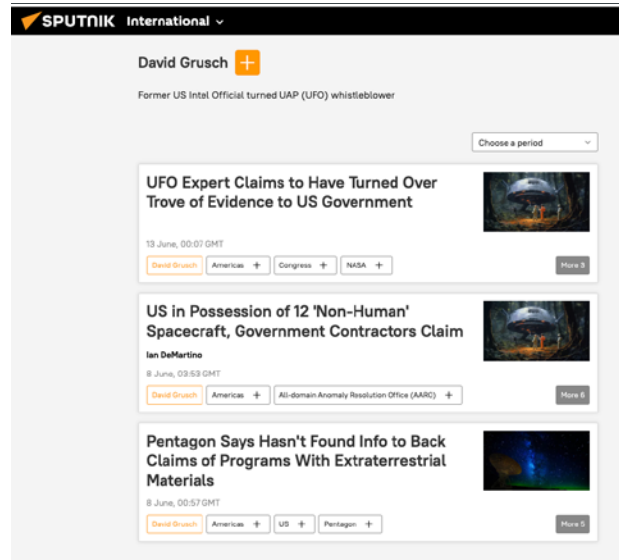 SPUTNIK International
David Grusch +
Former US Intel Official turned UAP (UFO) whistleblower
Choose a period
UFO Expert Claims to Have Turned Over
Trove of Evidence to US Government
13 June, 00:07 GMT
David Grusch Americas + Congress + NASA + More 3
US in Possession of 12 'Non-Human'
Spacecraft, Government Contractors Claim
Ian DeMartino
8 June, 03:53 GMT
David Grusch Americas + All-domain Anomaly Resolution Office (AARC) + More 6
Pentagon Says Hasn't Found Info to Back
Claims of Programs With Extraterrestrial
Materials
8 June, 00:57 GMT
David Grusch Americas + US + Pentagon + More 5